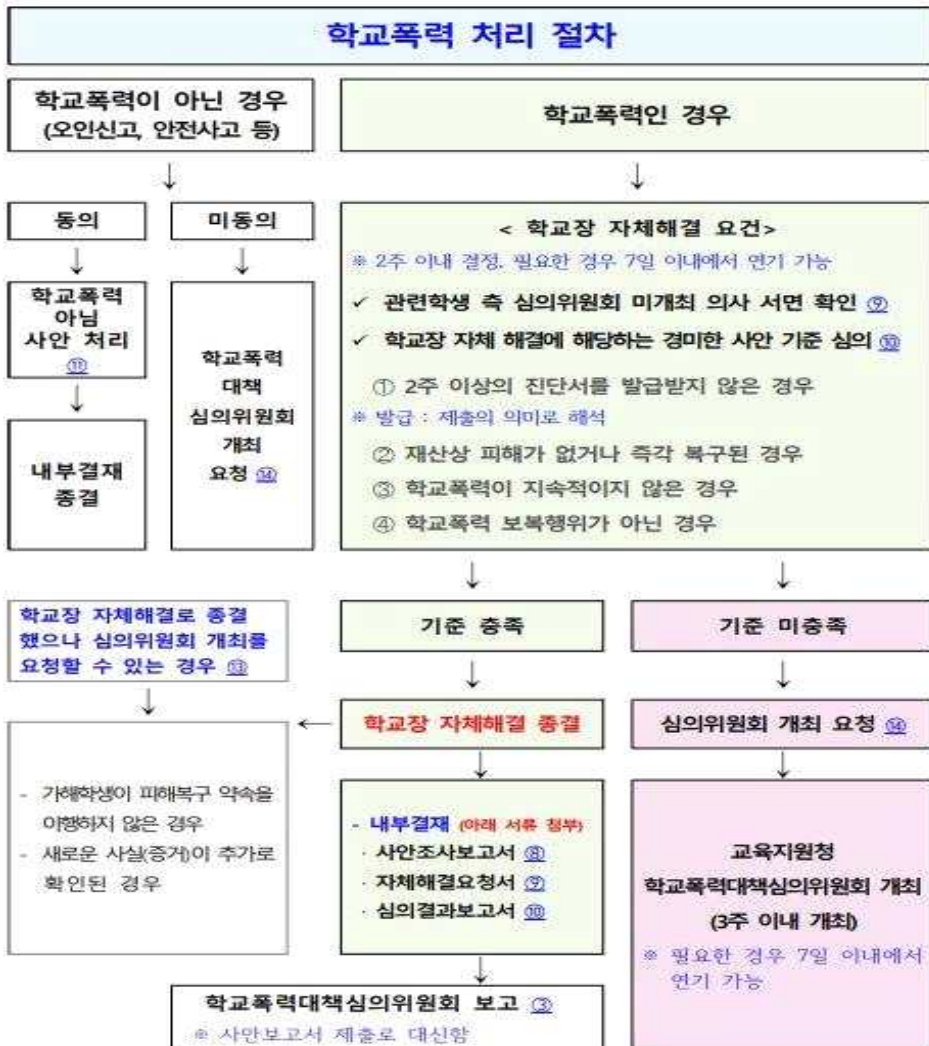 학교폭력 처리 절차
학교폭력이 아닌 경우
(오인신고, 안전사고 등)
학교폭력인 경우
동의
미동의
학교폭력
아님
사안 처리
⑪
내부결재
종결
학교폭력
대책
심의위원회
개최
요청 ⑭
< 학교장 자체해결 요건>
※ 2주 이내 결정, 필요한 경우 7일 이내에서 연기 가능
✓ 관련학생 측 심의위원회 미개최 의사 서면 확인 ⑨
✓ 학교장 자체 해결에 해당하는 경미한 사안 기준 심의 ⑩
① 2주 이상의 진단서를 발급받지 않은 경우
※ 발급 : 제출의 의미로 해석
② 재산상 피해가 없거나 즉각 복구된 경우
③ 학교폭력이 지속적이지 않은 경우
④ 학교폭력 보복행위가 아닌 경우
학교장 자체해결로 종결
했으나 심의위원회 개최를
요청할 수 있는 경우 ⑬
- 가해학생이 피해복구 약속을
이행하지 않은 경우
- 새로운 사실(증거)이 추가로
확인된 경우
기준 충족
학교장 자체해결 종결
- 내부결재 (아래 서류 첨부)
· 사안조사보고서 ⑧
· 자체해결요청서 ⑨
· 심의결과보고서 ⑩
학교폭력대책심의위원회 보고 ③
※ 사안보고서 제출로 대신함
기준 미충족
심의위원회 개최 요청 ⑭
교육지원청
학교폭력대책심의위원회 개최
(3주 이내 개최)
※ 필요한 경우 7일 이내에서
연기 가능